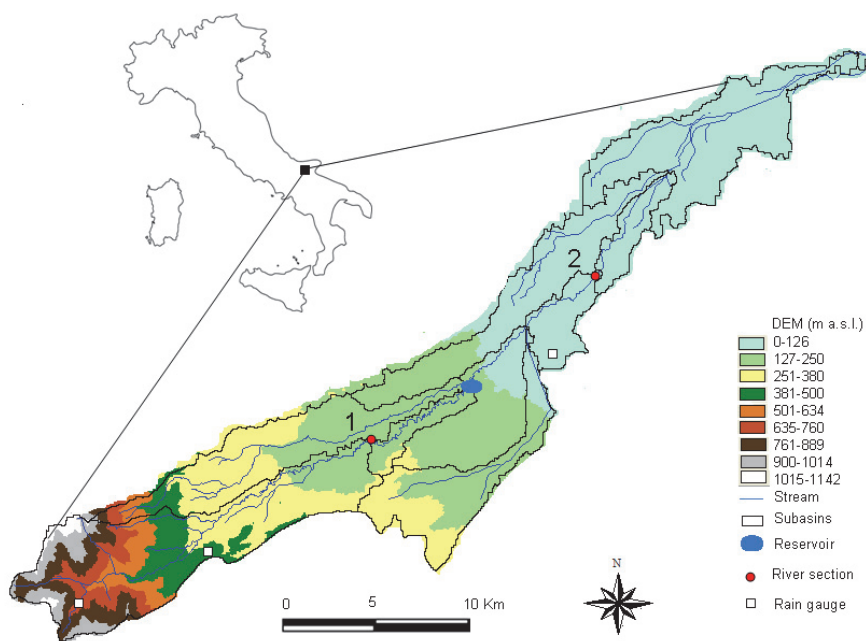 2
1
DEM (m a.s.l.)
0-126
127-250
251-380
381-500
501-634
635-760
761-889
900-1014
1015-1142
Stream
Subasins
Reservoir
River section
Rain gauge
N
0 5 10 Km